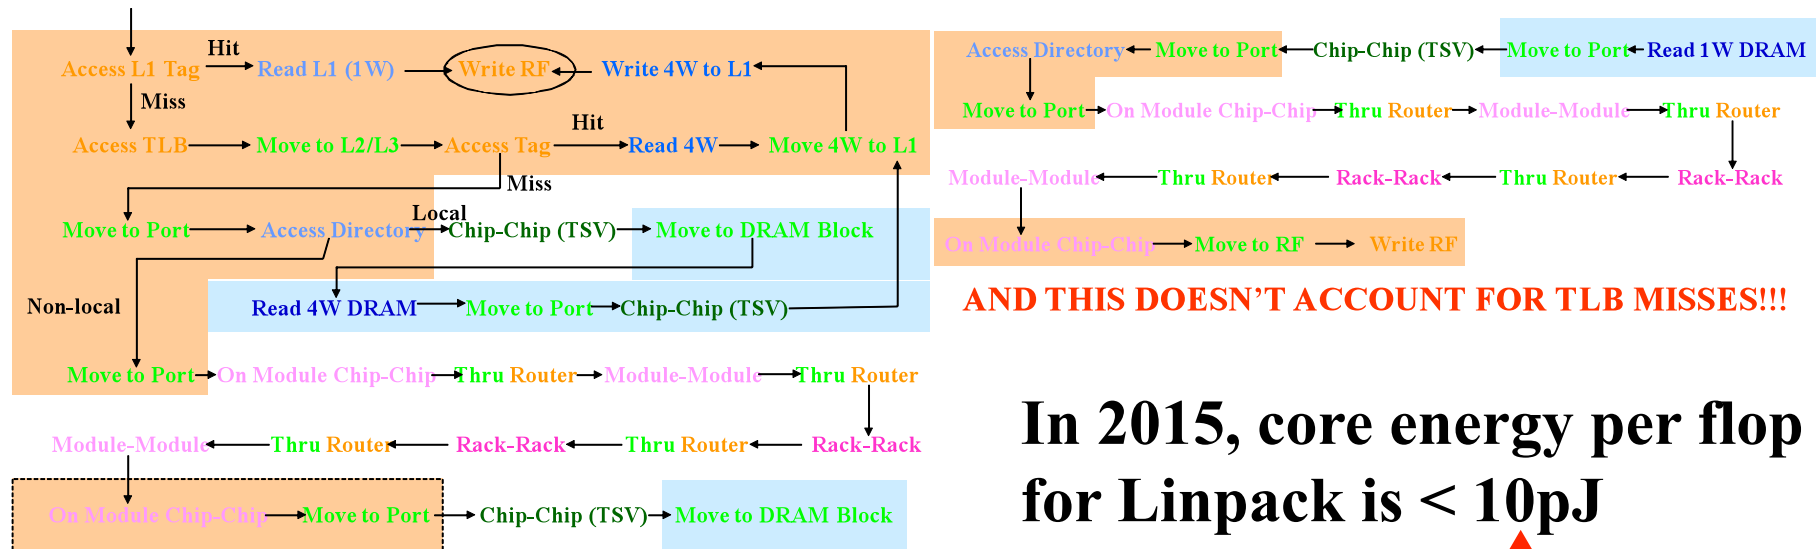 Hit
Access L1 Tag Read L1 (1W) Write RF Write 4W to L1
Miss
Hit
Access TLB Move to L2/L3 Access Tag Read 4W Move 4W to L1
Miss
Local
Move to Port Access Directory Chip-Chip (TSV) Move to DRAM Block
Non-local
Read 4W DRAM Move to Port Chip-Chip (TSV)
Move to Port On Module Chip-Chip Thru Router Module-Module Thru Router
Module-Module Thru Router Rack-Rack Thru Router Rack-Rack
On Module Chip-Chip Move to Port Chip-Chip (TSV) Move to DRAM Block
Access Directory Move to Port Chip-Chip (TSV) Move to Port Read 1W DRAM
Move to Port On Module Chip-Chip Thru Router Module-Module Thru Router
Module-Module Thru Router Rack-Rack Thru Router Rack-Rack
On Module Chip-Chip Move to RF Write RF
AND THIS DOESN’T ACCOUNT FOR TLB MISSES!!!
In 2015, core energy per flop
for Linpack is < 10pJ